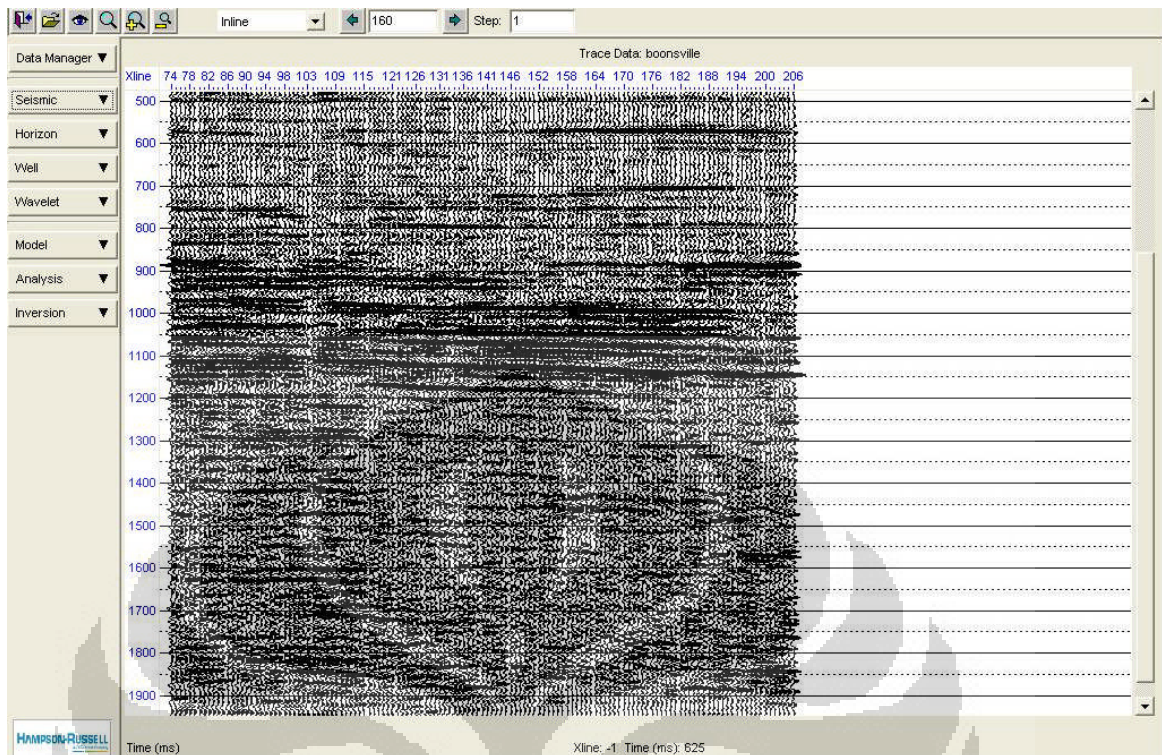 Inline 160 Step: 1
Data Manager
Trace Data: boonsville
Xline 74 78 82 86 90 94 98 103 109 115 121 126 131 136 141 146 152 158 164 170 176 182 188 194 200 206
Seismic
Horizon
Well
Wavelet
Model
Analysis
Inversion
500
600
700
800
900
1000
1100
1200
1300
1400
1500
1600
1700
1800
1900
HAMPSON-RUSSELL
Time (ms)
Xline: -1 Time (ms): 625